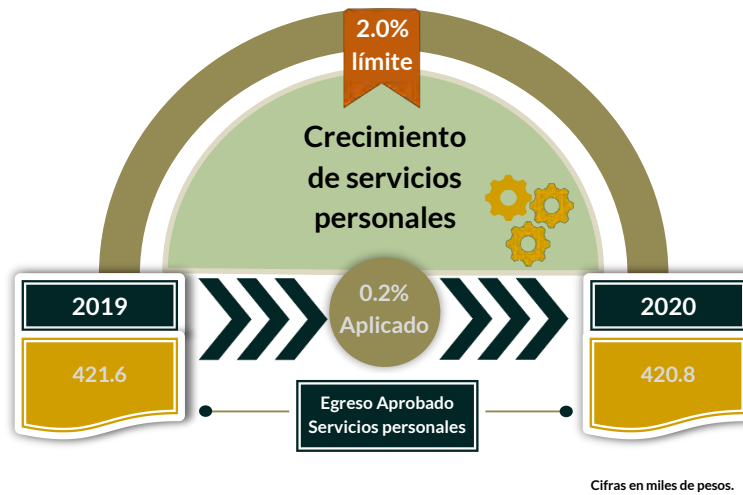 2.0%
límite
Crecimiento
de servicios
personales
2019
0.2%
Aplicado
2020
421.6
420.8
Egreso Aprobado
Servicios personales
Cifras en miles de pesos.